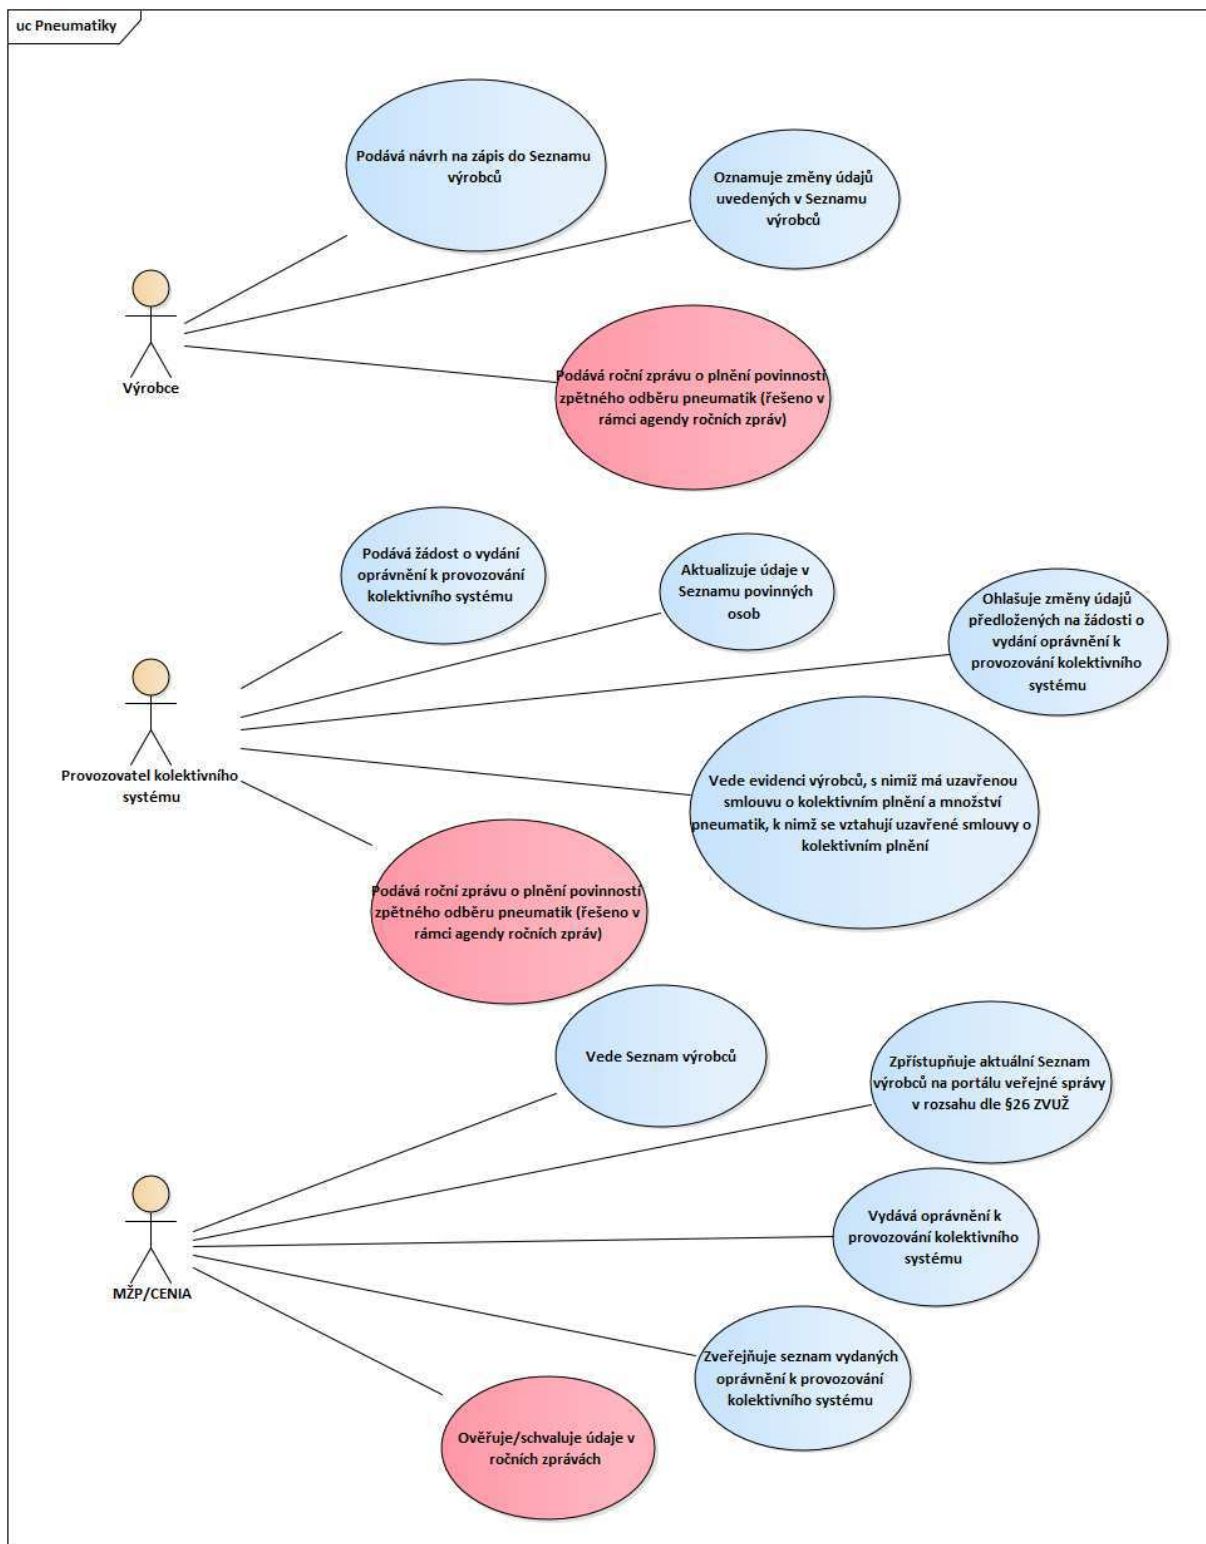 uc Pneumatiky
Podává návrh na zápis do Seznamu
výrobců
Oznamuje změny údajů
uvedených v Seznamu
výrobců
Výrobce
Podává roční zprávu o plnění povinností
zpětného odběru pneumatik (řešeno v
rámci agendy ročních zpráv)
Podává žádost o vydání
oprávnění k provozování
kolektivního systému
Aktualizuje údaje v
Seznamu povinných
osob
Ohlašuje změny údajů
předložených na žádosti o
vydání oprávnění k
provozování kolektivního
systému
Provozovatel kolektivního
systému
Vede evidenci výrobců, s nimiž má uzavřenou
smlouvu o kolektivním plnění a množství
pneumatik, k nimž se vztahují uzavřené smlouvy o
kolektivním plnění
Podává roční zprávu o plnění povinností
zpětného odběru pneumatik (řešeno v
rámci agendy ročních zpráv)
Vede Seznam výrobců
Zpřístupňuje aktuální Seznam
výrobců na portálu veřejné správy
v rozsahu dle §26 ZVUŽ
Vydává oprávnění k
provozování kolektivního
systému
MŽP/CENIA
Zveřejňuje seznam vydaných
oprávnění k provozování
kolektivního systému
Ověřuje/schvaluje údaje v
ročních zprávách